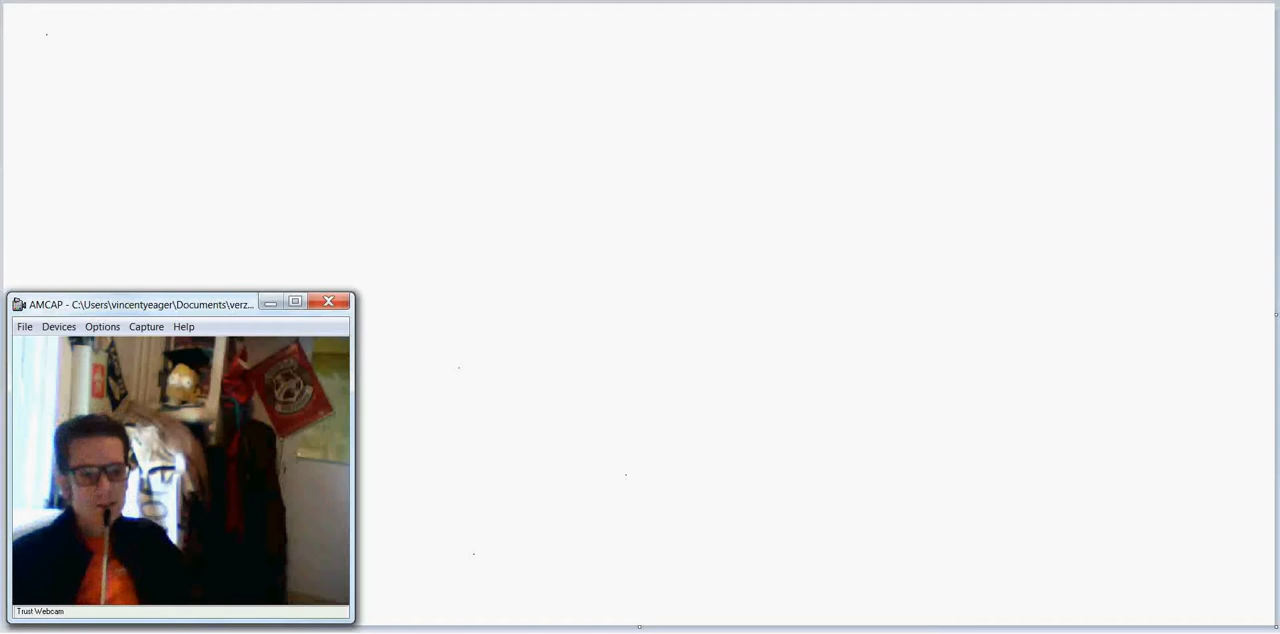 AMCAP - C:\Users\vincentyeager\Documents\verz...
File Devices Options Capture Help
Trust Webcam